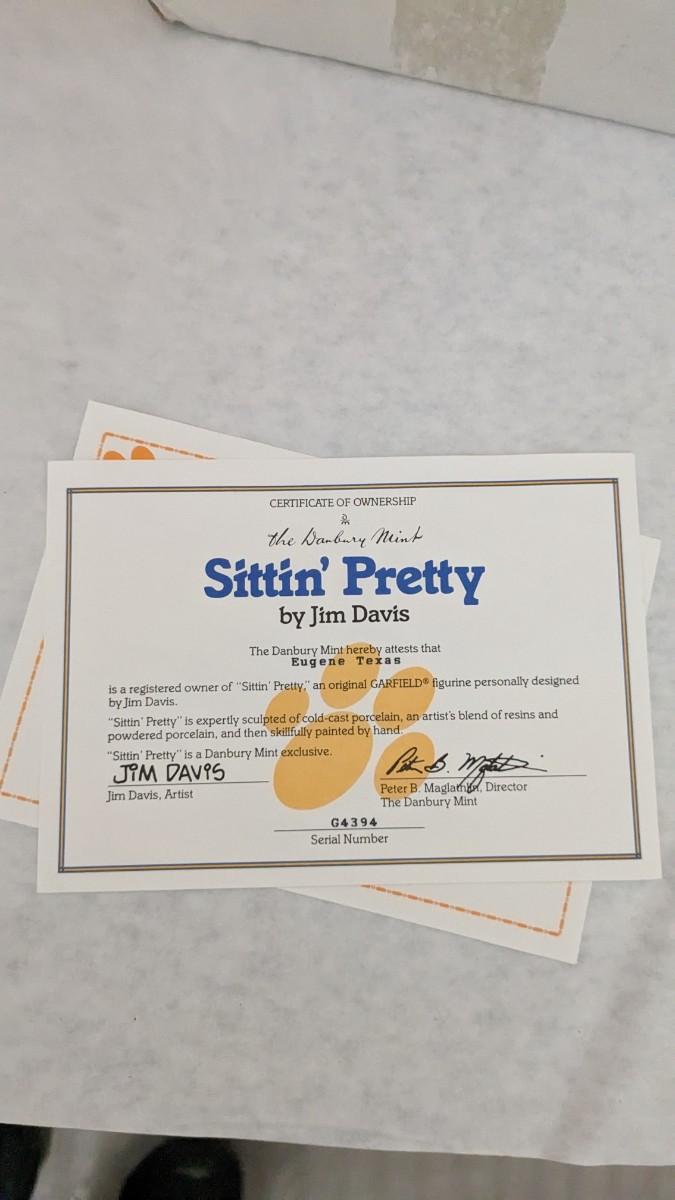 CERTIFICATE OF OWNERSHIP
the Danbury Mint
Sittin' Pretty
by Jim Davis
The Danbury Mint hereby attests that
Eugene Texas
is a registered owner of "Sittin' Pretty," an original GARFIELD® figurine personally designed
by Jim Davis.
"Sittin' Pretty" is expertly sculpted of cold-cast porcelain, an artist's blend of resins and
powdered porcelain, and then skillfully painted by hand.
"Sittin' Pretty" is a Danbury Mint exclusive.
JIM DAVIS
Peter B. Maglathlin
Jim Davis, Artist
Peter B. Maglathlin, Director
The Danbury Mint
G4394
Serial Number